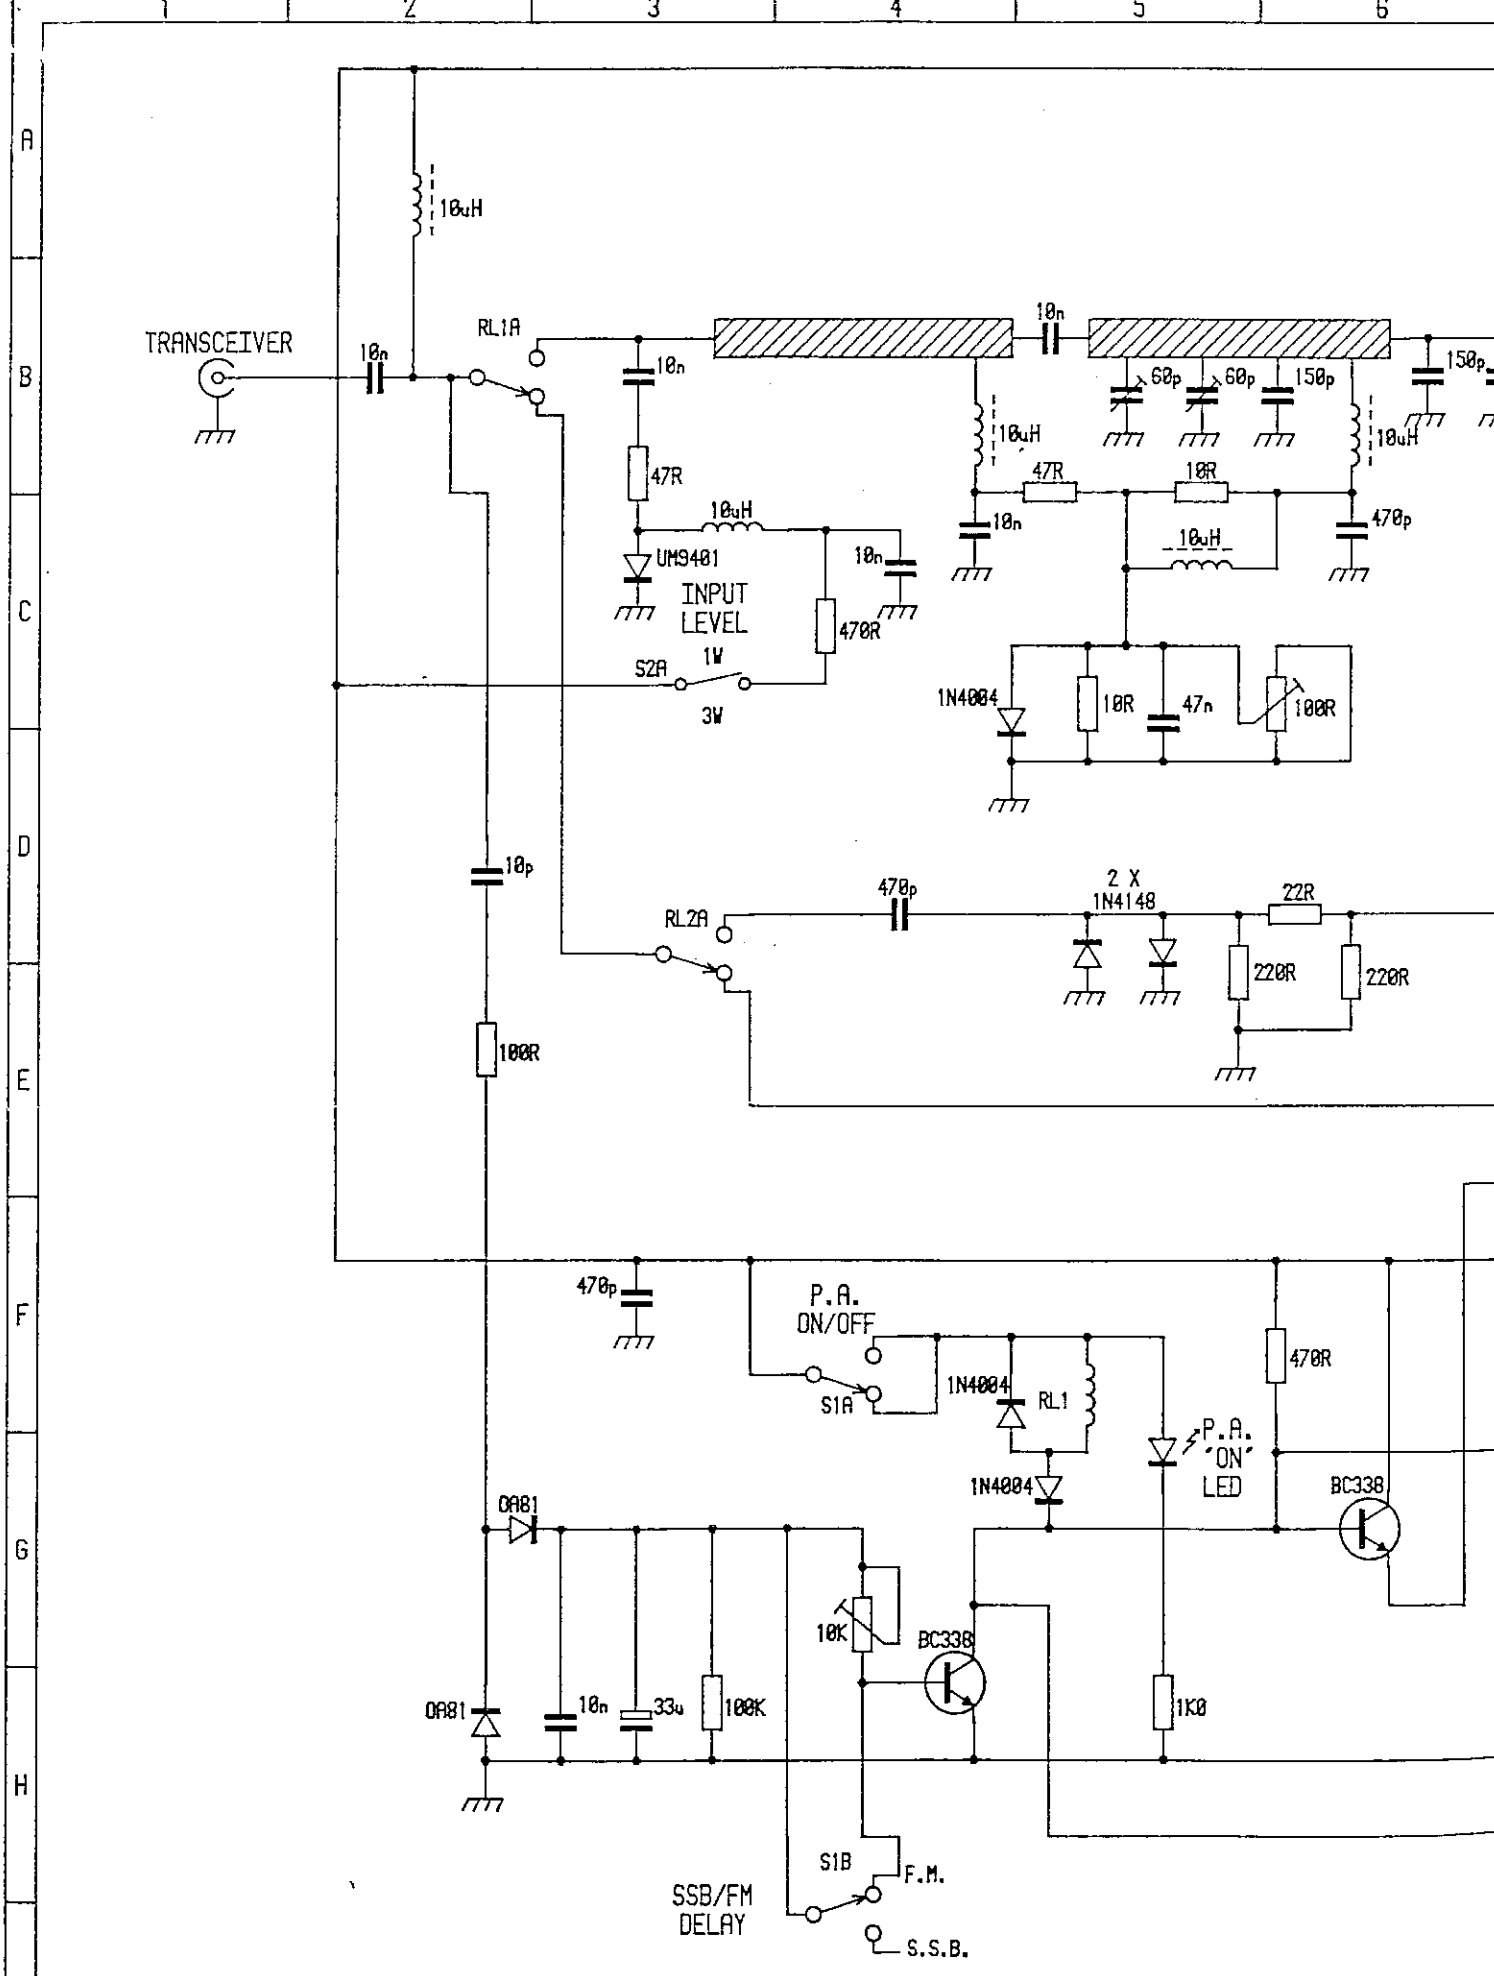 2 3 4 5 6
A
10uH
TRANSCEIVER
RL1A
10n
10n
B
10n
60p
60p
150p
150p
10uH
10uH
47R
47R
10R
10uH
10n
470p
10uH
UM9401
10n
INPUT
LEVEL
C
470R
S2A
1W
3W
1N4004
10R
47n
100R
D
10p
470p
2 X
1N4148
22R
RL2A
220R
220R
100R
E
470p
P.A.
ON/OFF
F
470R
1N4004
RL1
S1A
P.A.
'ON'
LED
1N4004
BC338
OA81
G
10K
BC338
OA81
10n
33u
100K
1K0
H
S1B
F.M.
SSB/FM
DELAY
S.S.B.